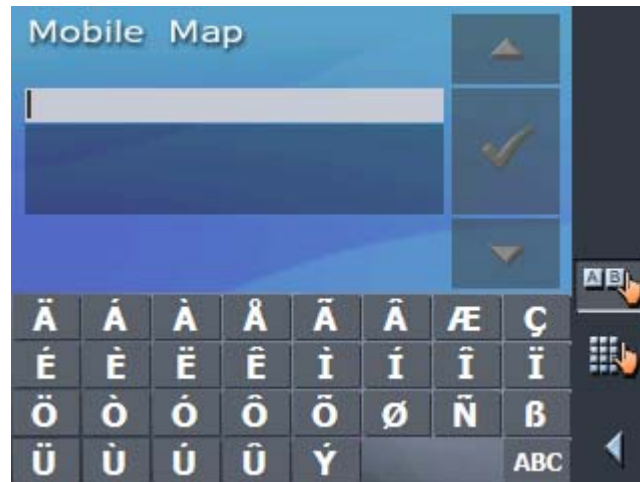 Mobile Map
A B
Ä Á À Å Ã Â Æ Ç
É È Ë Ê Ì Í Î Ï
Ö Ò Ó Ô Õ Ø Ñ ß
Ü Ù Ú Û Ý ABC